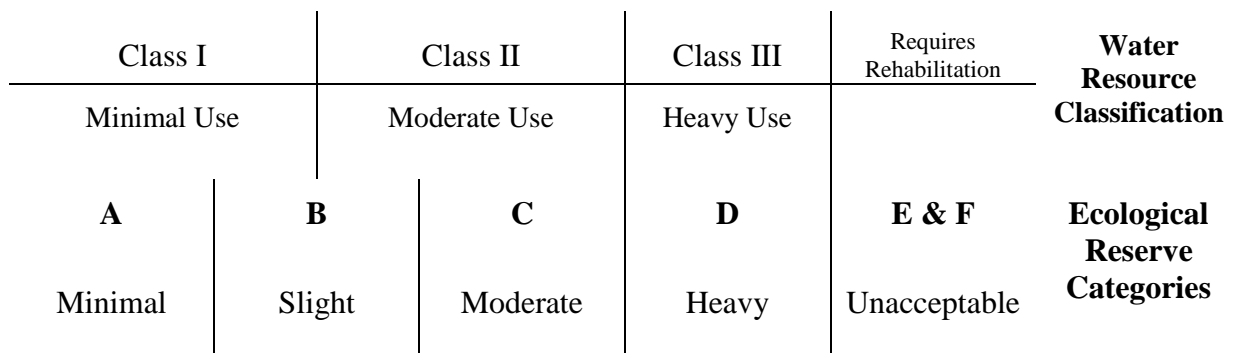 Class I
Class II
Class III
Requires
Rehabilitation
Water
Resource
Classification
Minimal Use
Moderate Use
Heavy Use
A
B
C
D
E & F
Ecological
Reserve
Categories
Minimal
Slight
Moderate
Heavy
Unacceptable